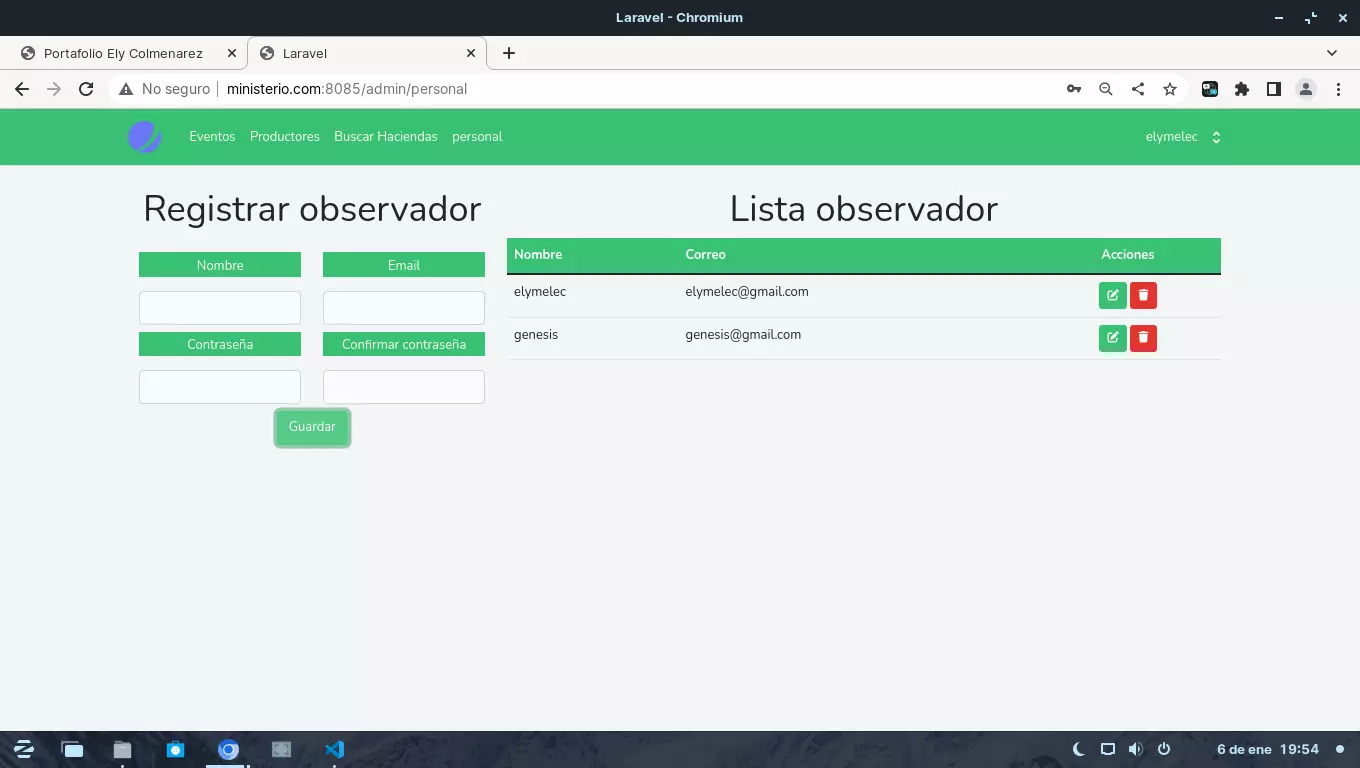 Laravel - Chromium
Portafolio Ely Colmenarez
Laravel
No seguro
ministerio.com:8085/admin/personal
Eventos Productores Buscar Haciendas personal
elymelec
Registrar observador
Nombre Email
Contraseña Confirmar contraseña
Guardar
Lista observador
Nombre Correo Acciones
elymelec elymelec@gmail.com
genesis genesis@gmail.com
6 de ene 19:54